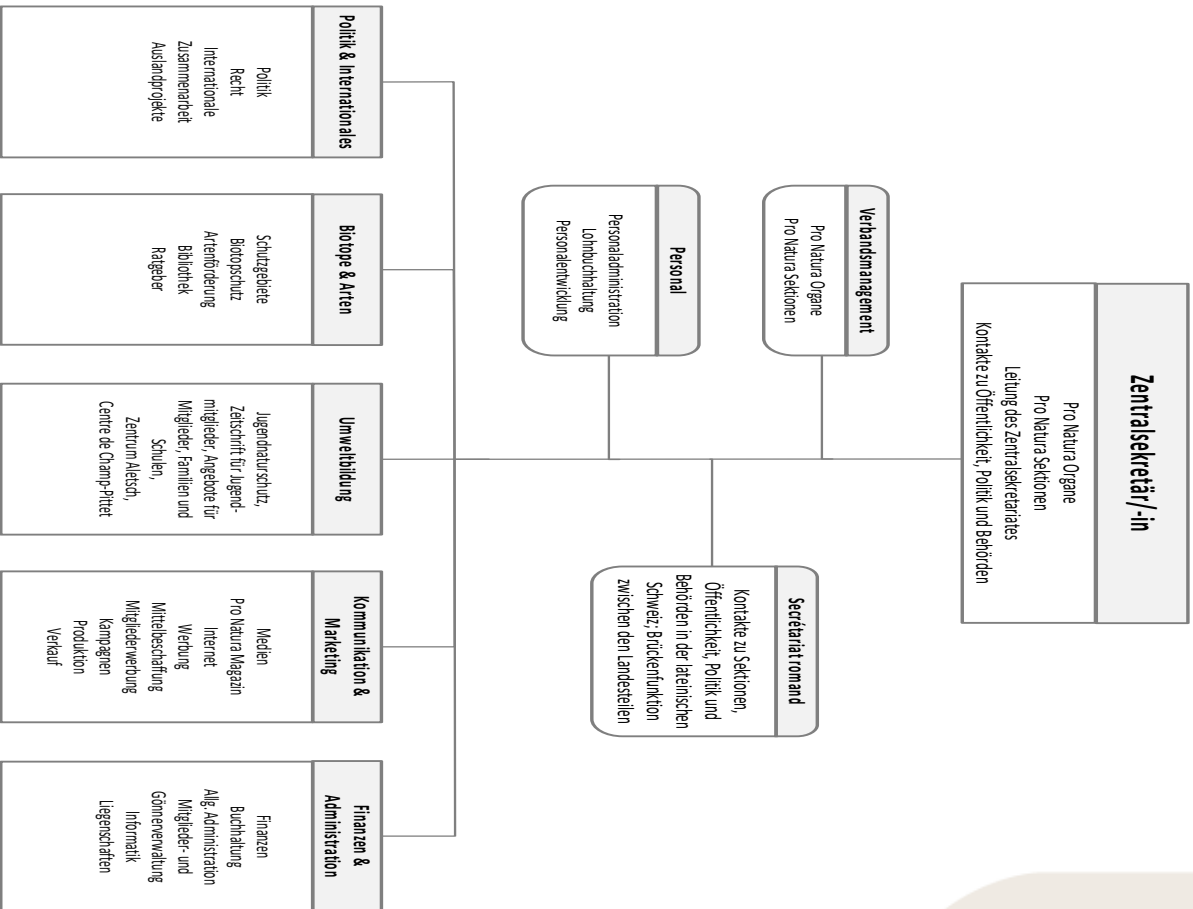 Zentralsekretär/-in
Pro Natura Organe
Pro Natura Sektionen
Leitung des Zentralsekretariates
Kontakte zu Öffentlichkeit, Politik und Behörden
Verbandsmanagement
Pro Natura Organe
Pro Natura Sektionen
Secrétariat romand
Kontakte zu Sektionen,
Öffentlichkeit, Politik und
Behörden in der lateinischen
Schweiz; Brückenfunktion
zwischen den Landesteilen
Personal
Personaladministration
Lohnbuchhaltung
Personalentwicklung
Politik & Internationales
Politik
Recht
Internationale
Zusammenarbeit
Auslandprojekte
Biotope & Arten
Schutzgebiete
Biotopschutz
Artenförderung
Bibliothek
Ratgeber
Umweltbildung
Jugendnaturschutz,
Zeitschrift für Jugend-
mitglieder, Angebote für
Mitglieder, Familien und
Schulen,
Zentrum Aletsch,
Centre de Champ-Pittet
Kommunikation &
Marketing
Medien
Pro Natura Magazin
Internet
Werbung
Mittelbeschaffung
Mitgliederwerbung
Kampagnen
Produktion
Verkauf
Finanzen &
Administration
Finanzen
Buchhaltung
Allg. Administration
Mitglieder- und
Gönnerverwaltung
Informatik
Liegenschaften